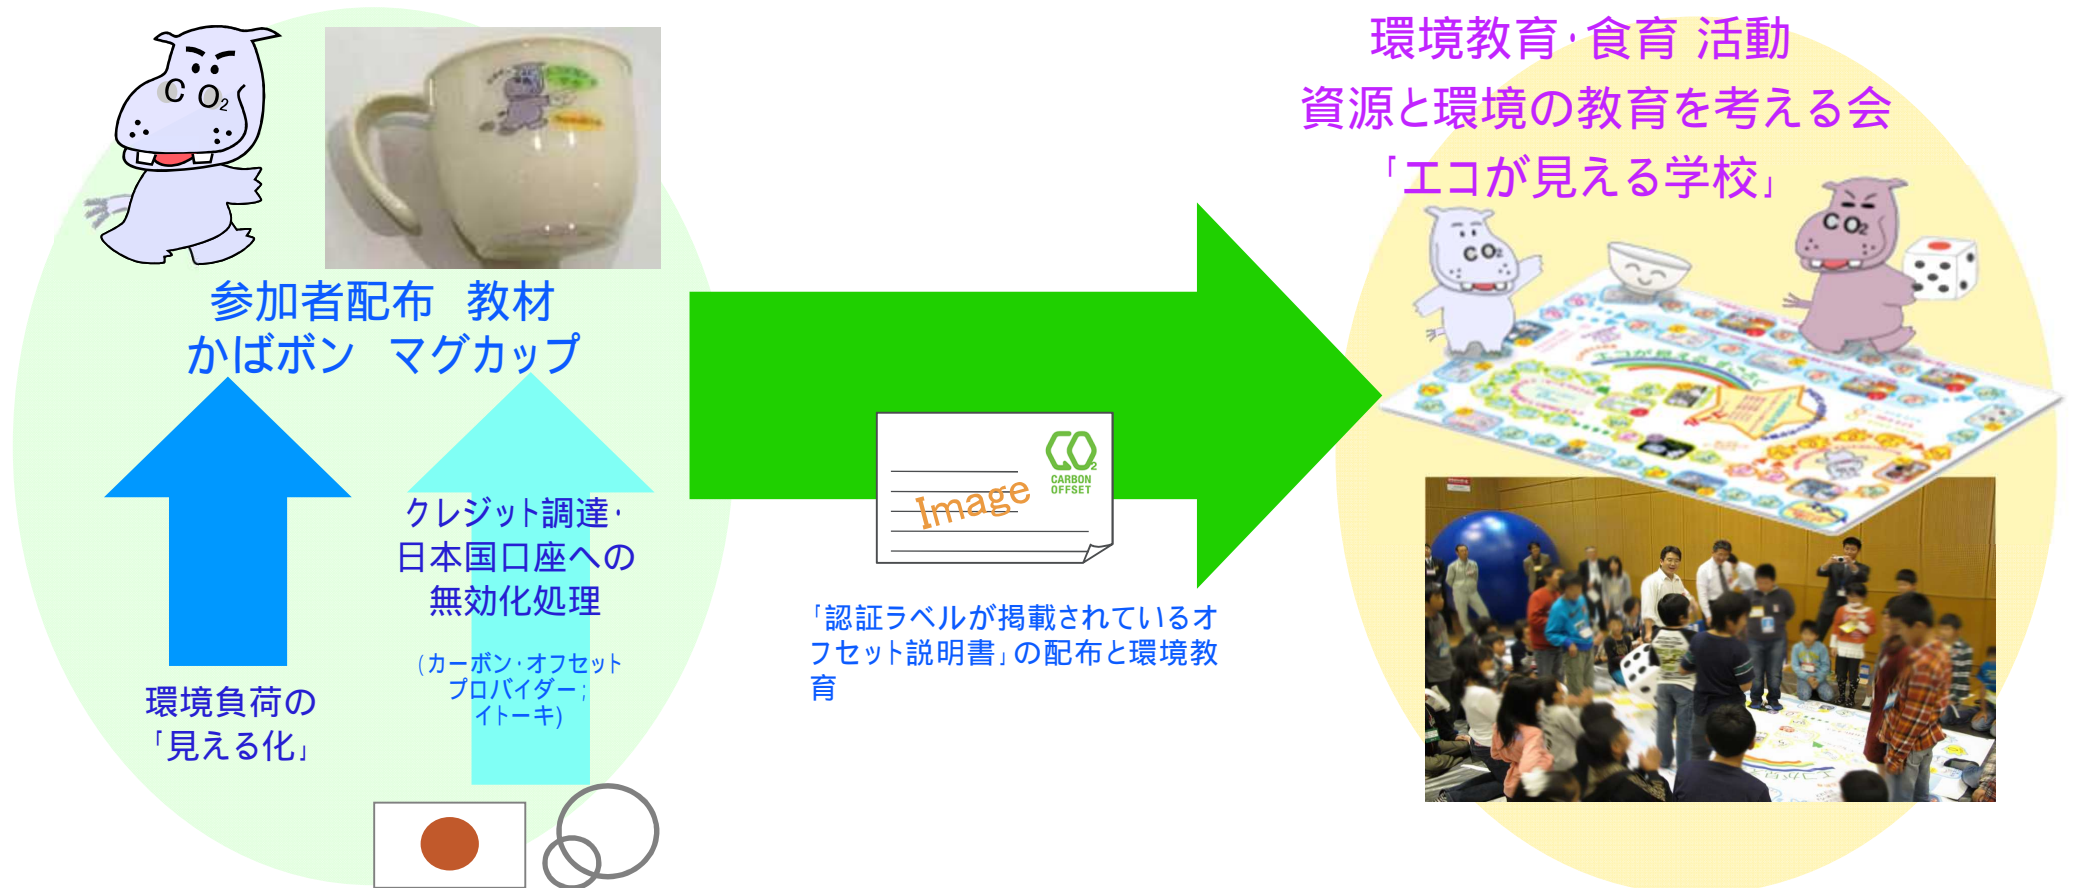 CO2
参加者配布 教材
かばボン マグカップ
クレジット調達・
日本国口座への
無効化処理
(カーボン・オフセット
プロバイダー;
イトーキ)
環境負荷の
「見える化」
Image
CO2
CARBON
OFFSET
「認証ラベルが掲載されているオ
フセット説明書」の配布と環境教
育
環境教育・食育 活動
資源と環境の教育を考える会
「エコが見える学校」
CO2
CO2